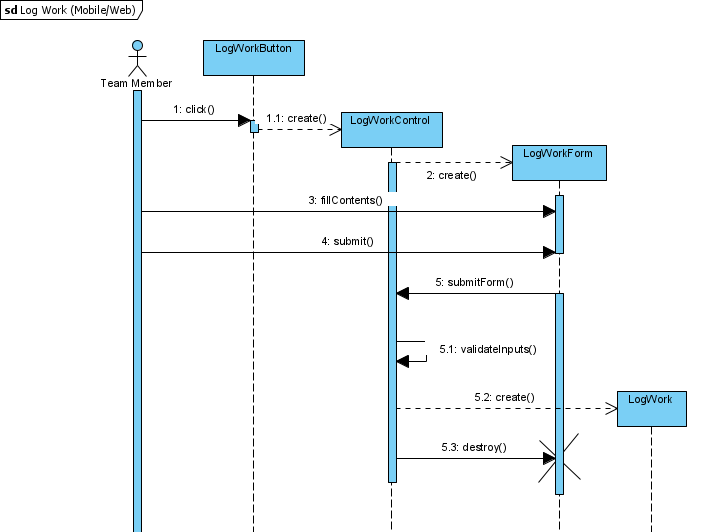 sd Log Work (Mobile/Web)
LogWorkButton
Team Member
1: click()
1.1: create()
LogWorkControl
LogWorkForm
2: create()
3: fillContents()
4: submit()
5: submitForm()
5.1: validateInputs()
5.2: create()
LogWork
5.3: destroy()